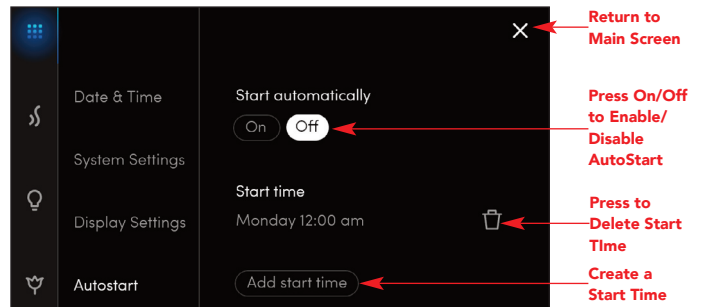 Return to
Main Screen
Date & Time
Start automatically
On Off
Press On/Off
to Enable/
Disable
AutoStart
System Settings
Start time
Monday 12:00 am
Display Settings
Press to
Delete Start
TIme
Autostart
Add start time
Create a
Start Time